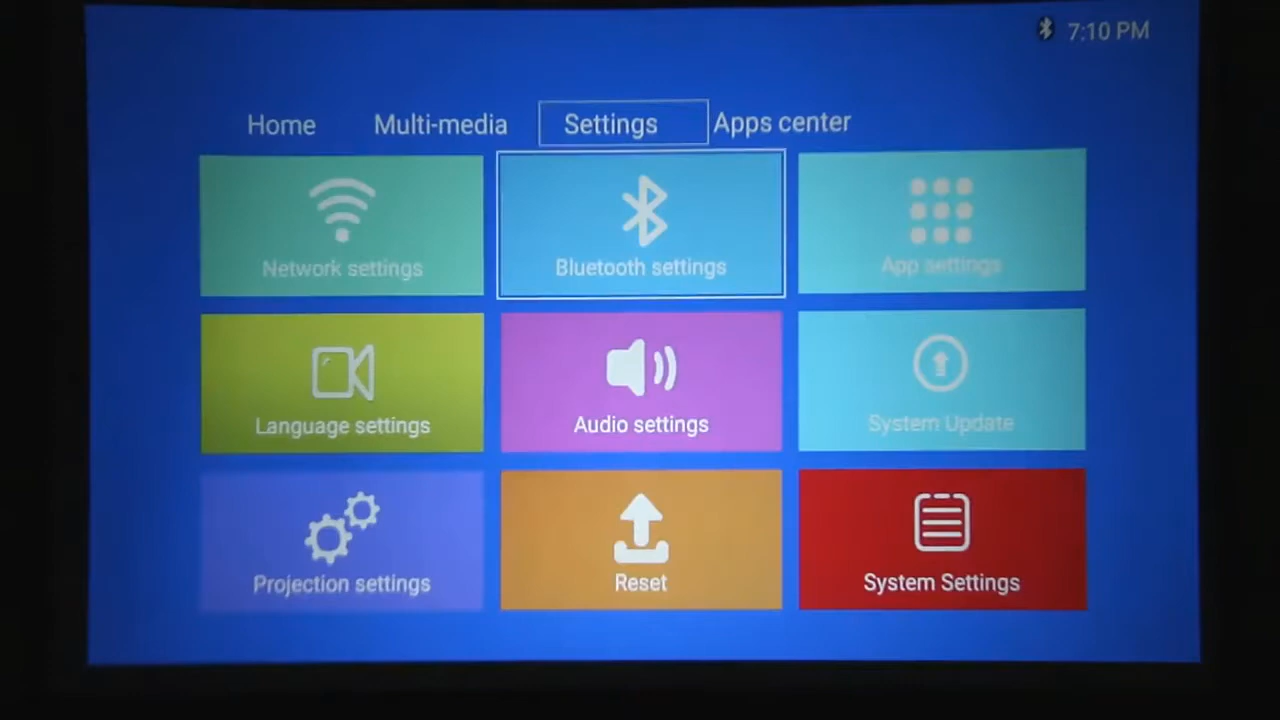 7:10 PM
Home Multi-media Settings Apps center
Network settings Bluetooth settings App settings
Language settings Audio settings System Update
Projection settings Reset System Settings